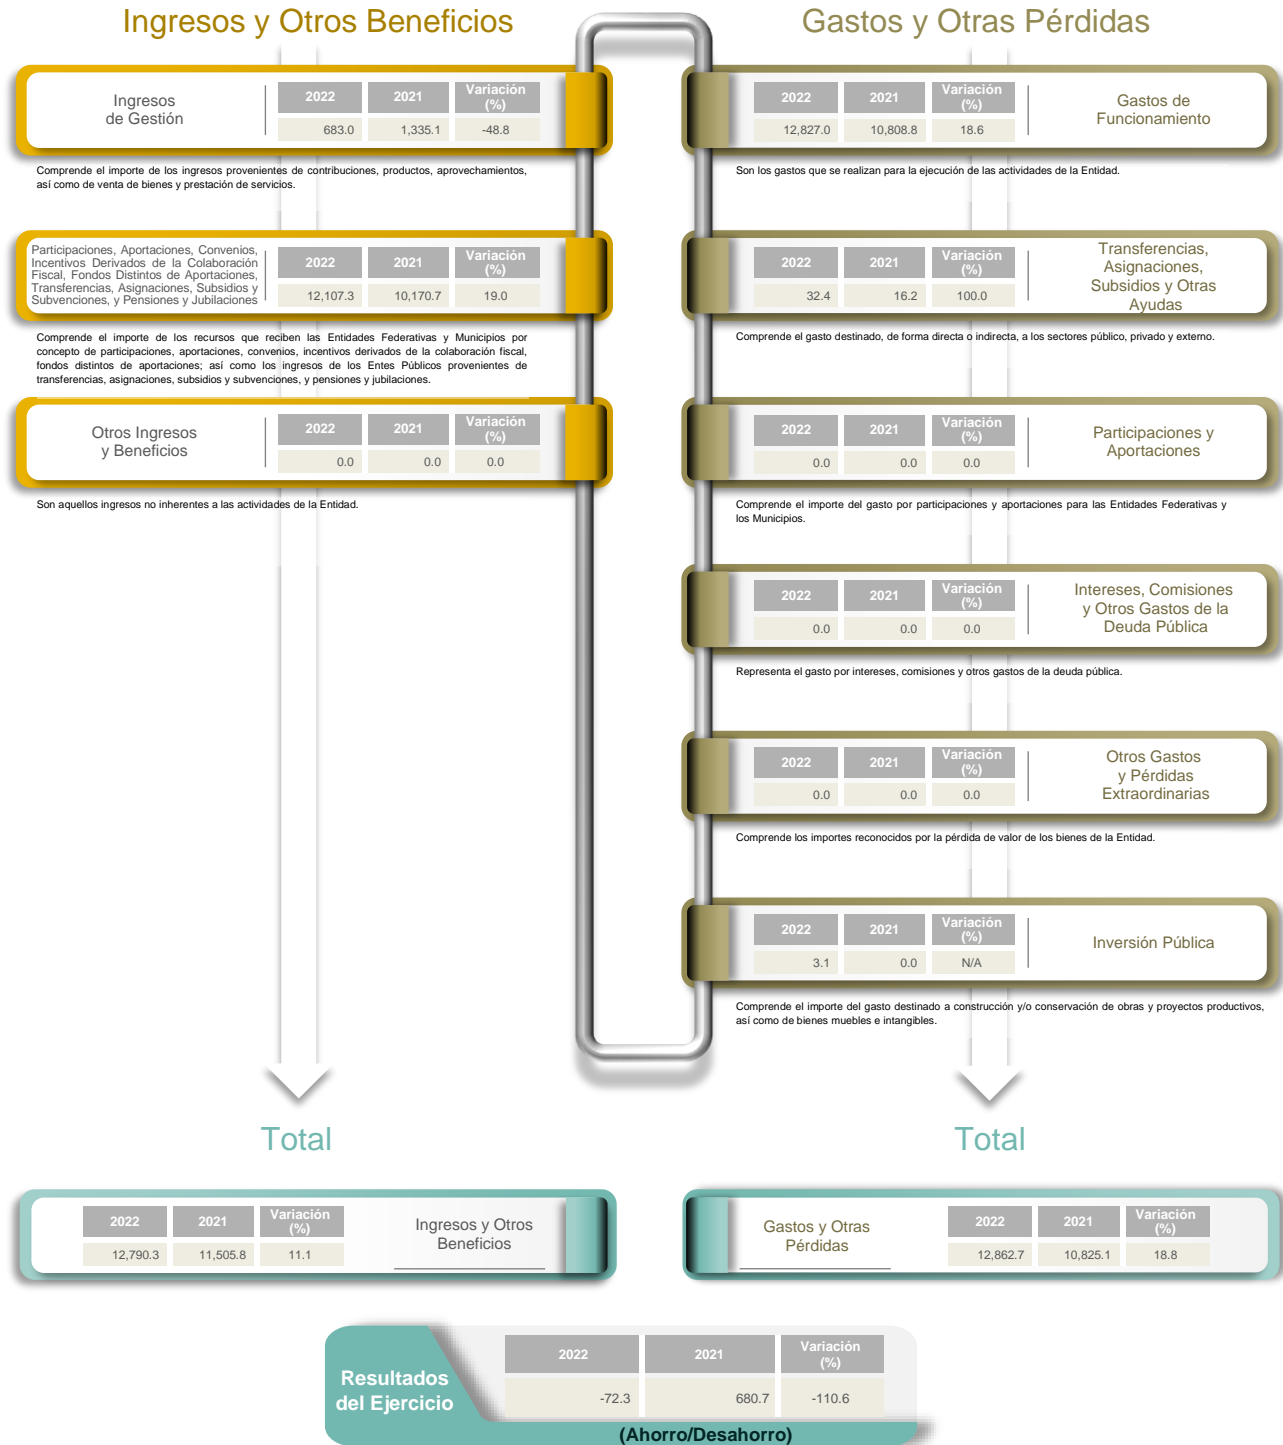 Ingresos y Otros Beneficios
Ingresos
de Gestión
2022 2021 Variación
(%)
683.0 1,335.1 -48.8
Comprende el importe de los ingresos provenientes de contribuciones, productos, aprovechamientos,
así como de venta de bienes y prestación de servicios.
Participaciones, Aportaciones, Convenios,
Incentivos Derivados de la Colaboración
Fiscal, Fondos Distintos de Aportaciones,
Transferencias, Asignaciones, Subsidios y
Subvenciones, y Pensiones y Jubilaciones
2022 2021 Variación
(%)
12,107.3 10,170.7 19.0
Comprende el importe de los recursos que reciben las Entidades Federativas y Municipios por
concepto de participaciones, aportaciones, convenios, incentivos derivados de la colaboración fiscal,
fondos distintos de aportaciones; así como los ingresos de los Entes Públicos provenientes de
transferencias, asignaciones, subsidios y subvenciones, y pensiones y jubilaciones.
Otros Ingresos
y Beneficios
2022 2021 Variación
(%)
0.0 0.0 0.0
Son aquellos ingresos no inherentes a las actividades de la Entidad.
Gastos y Otras Pérdidas
2022 2021 Variación
(%)
12,827.0 10,808.8 18.6
Gastos de
Funcionamiento
Son los gastos que se realizan para la ejecución de las actividades de la Entidad.
2022 2021 Variación
(%)
32.4 16.2 100.0
Transferencias,
Asignaciones,
Subsidios y Otras
Ayudas
Comprende el gasto destinado, de forma directa o indirecta, a los sectores público, privado y externo.
2022 2021 Variación
(%)
0.0 0.0 0.0
Participaciones y
Aportaciones
Comprende el importe del gasto por participaciones y aportaciones para las Entidades Federativas y
los Municipios.
2022 2021 Variación
(%)
0.0 0.0 0.0
Intereses, Comisiones
y Otros Gastos de la
Deuda Pública
Representa el gasto por intereses, comisiones y otros gastos de la deuda pública.
2022 2021 Variación
(%)
0.0 0.0 0.0
Otros Gastos
y Pérdidas
Extraordinarias
Comprende los importes reconocidos por la pérdida de valor de los bienes de la Entidad.
2022 2021 Variación
(%)
3.1 0.0 N/A
Inversión Pública
Comprende el importe del gasto destinado a construcción y/o conservación de obras y proyectos productivos,
así como de bienes muebles e intangibles.
Total
2022 2021 Variación
(%)
12,790.3 11,505.8 11.1
Ingresos y Otros
Beneficios
Total
Gastos y Otras
Pérdidas
2022 2021 Variación
(%)
12,862.7 10,825.1 18.8
Resultados
del Ejercicio
2022 2021 Variación
(%)
-72.3 680.7 -110.6
(Ahorro/Desahorro)